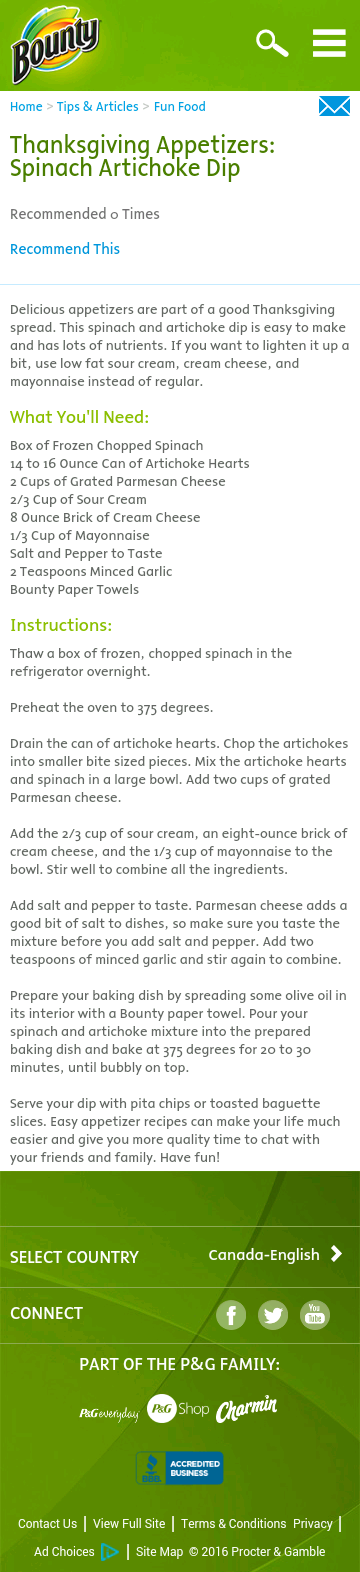 Bounty
Home > Tips & Articles > Fun Food
Thanksgiving Appetizers:
Spinach Artichoke Dip
Recommended 0 Times
Recommend This
Delicious appetizers are part of a good Thanksgiving
spread. This spinach and artichoke dip is easy to make
and has lots of nutrients. If you want to lighten it up a
bit, use low fat sour cream, cream cheese, and
mayonnaise instead of regular.
What You'll Need:
Box of Frozen Chopped Spinach
14 to 16 Ounce Can of Artichoke Hearts
2 Cups of Grated Parmesan Cheese
2/3 Cup of Sour Cream
8 Ounce Brick of Cream Cheese
1/3 Cup of Mayonnaise
Salt and Pepper to Taste
2 Teaspoons Minced Garlic
Bounty Paper Towels
Instructions:
Thaw a box of frozen, chopped spinach in the
refrigerator overnight.
Preheat the oven to 375 degrees.
Drain the can of artichoke hearts. Chop the artichokes
into smaller bite sized pieces. Mix the artichoke hearts
and spinach in a large bowl. Add two cups of grated
Parmesan cheese.
Add the 2/3 cup of sour cream, an eight-ounce brick of
cream cheese, and the 1/3 cup of mayonnaise to the
bowl. Stir well to combine all the ingredients.
Add salt and pepper to taste. Parmesan cheese adds a
good bit of salt to dishes, so make sure you taste the
mixture before you add salt and pepper. Add two
teaspoons of minced garlic and stir again to combine.
Prepare your baking dish by spreading some olive oil in
its interior with a Bounty paper towel. Pour your
spinach and artichoke mixture into the prepared
baking dish and bake at 375 degrees for 20 to 30
minutes, until bubbly on top.
Serve your dip with pita chips or toasted baguette
slices. Easy appetizer recipes can make your life much
easier and give you more quality time to chat with
your friends and family. Have fun!
SELECT COUNTRY Canada-English
CONNECT f You Tube
PART OF THE P&G FAMILY:
P&G everyday P&G Shop Charmin
BBB ACCREDITED BUSINESS
Contact Us | View Full Site | Terms & Conditions Privacy |
Ad Choices | Site Map © 2016 Procter & Gamble